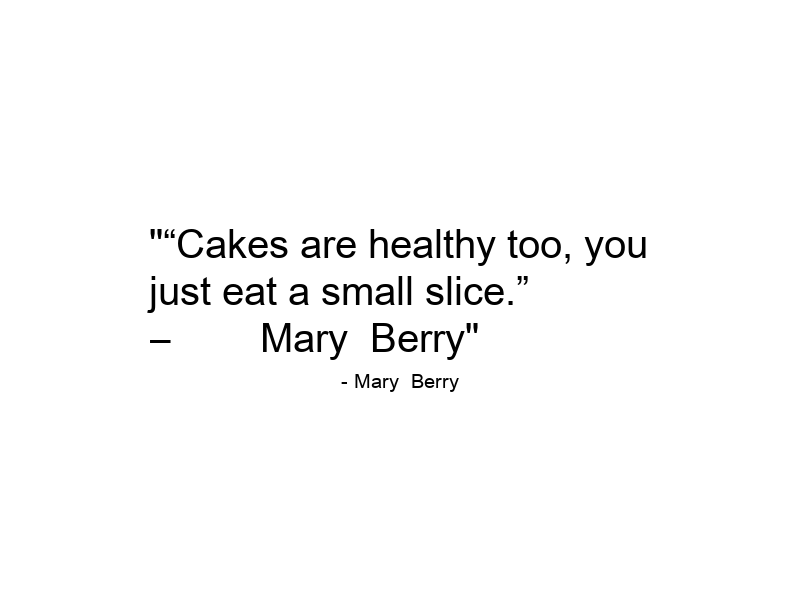 "“Cakes are healthy too, you
just eat a small slice.”
–        Mary  Berry"
- Mary  Berry